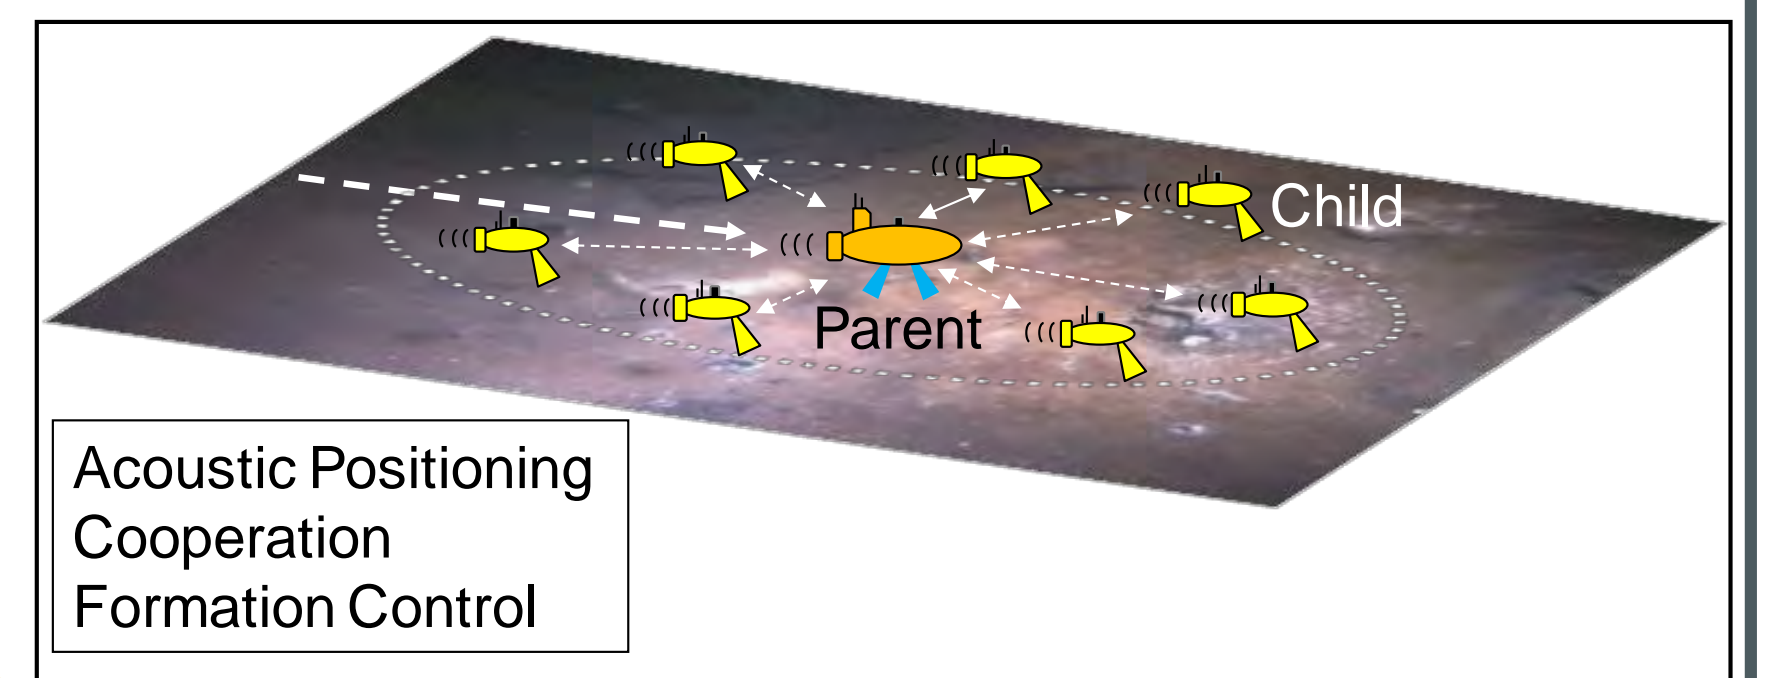 Child
Parent
Acoustic Positioning
Cooperation
Formation Control